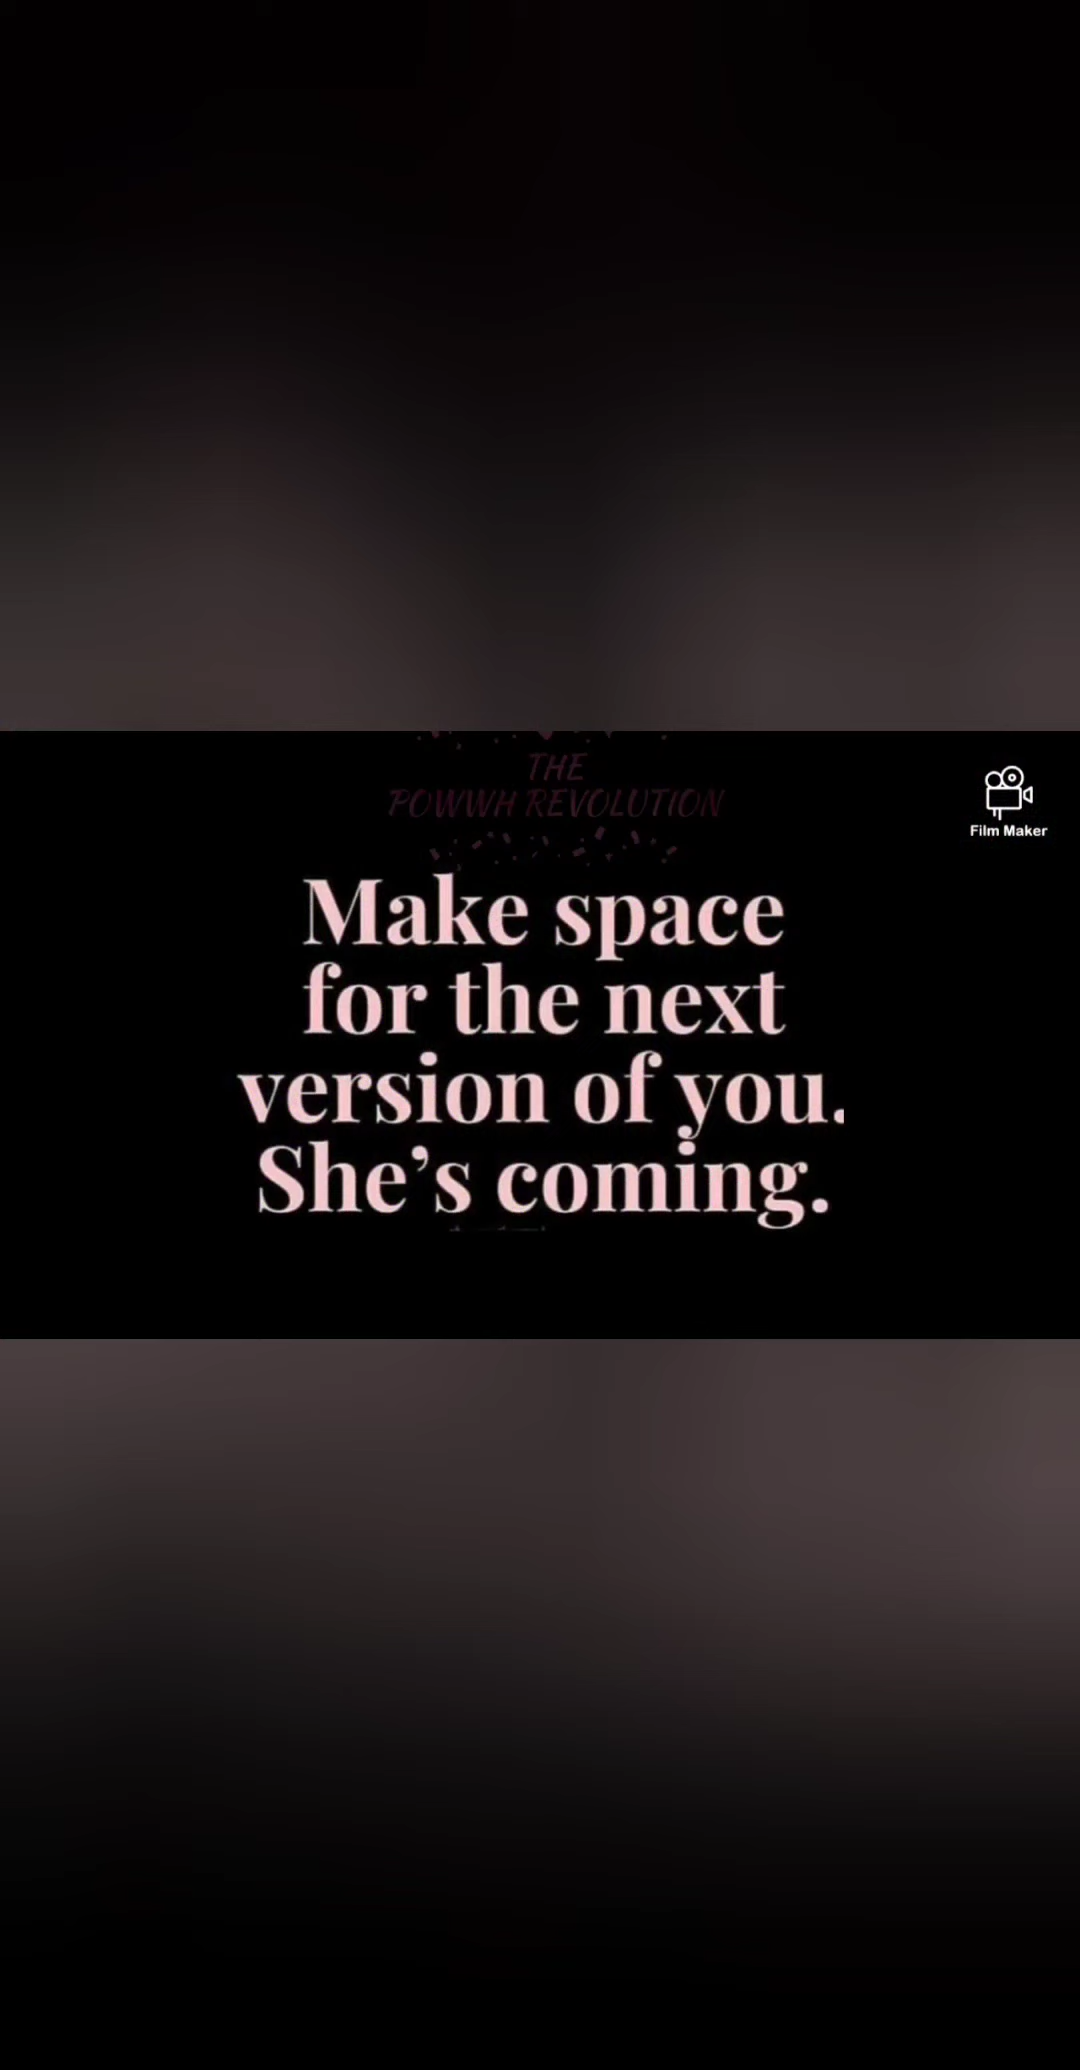 THE
POWWH REVOLUTION
Film Maker
Make space
for the next
version of you.
She’s coming.